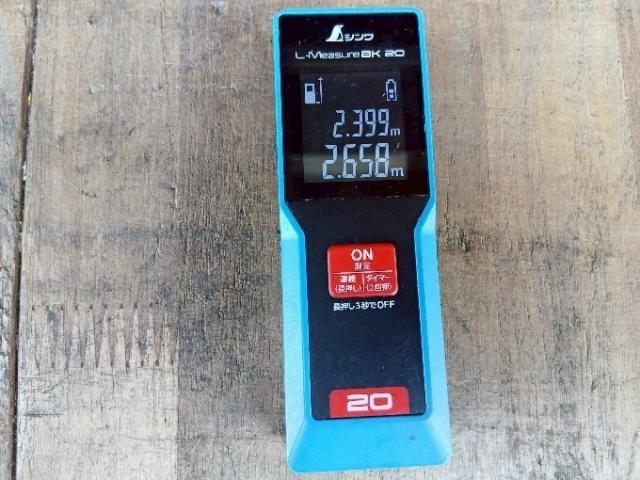 シンワ
L-Measure BK 20
2.399m
2.658m
ON
測定
連続 タイマー
(長押し) (2回押)
長押し3秒でOFF
20